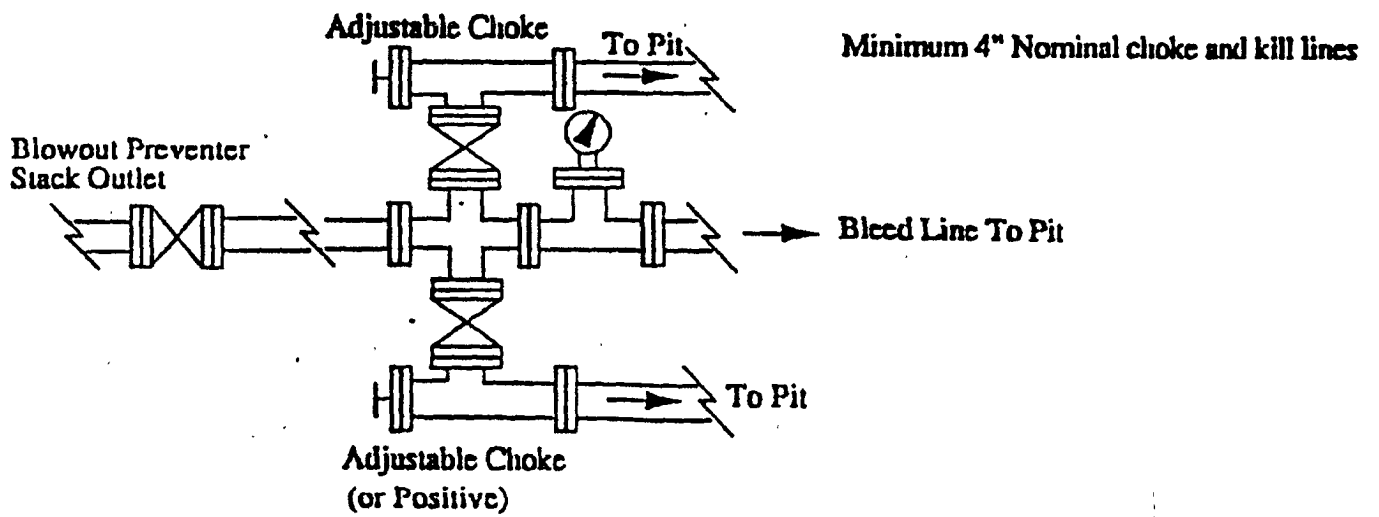 Adjustable Choke
To Pit
Minimum 4" Nominal choke and kill lines
Blowout Preventer
Stack Outlet
Bleed Line To Pit
To Pit
Adjustable Choke
(or Positive)